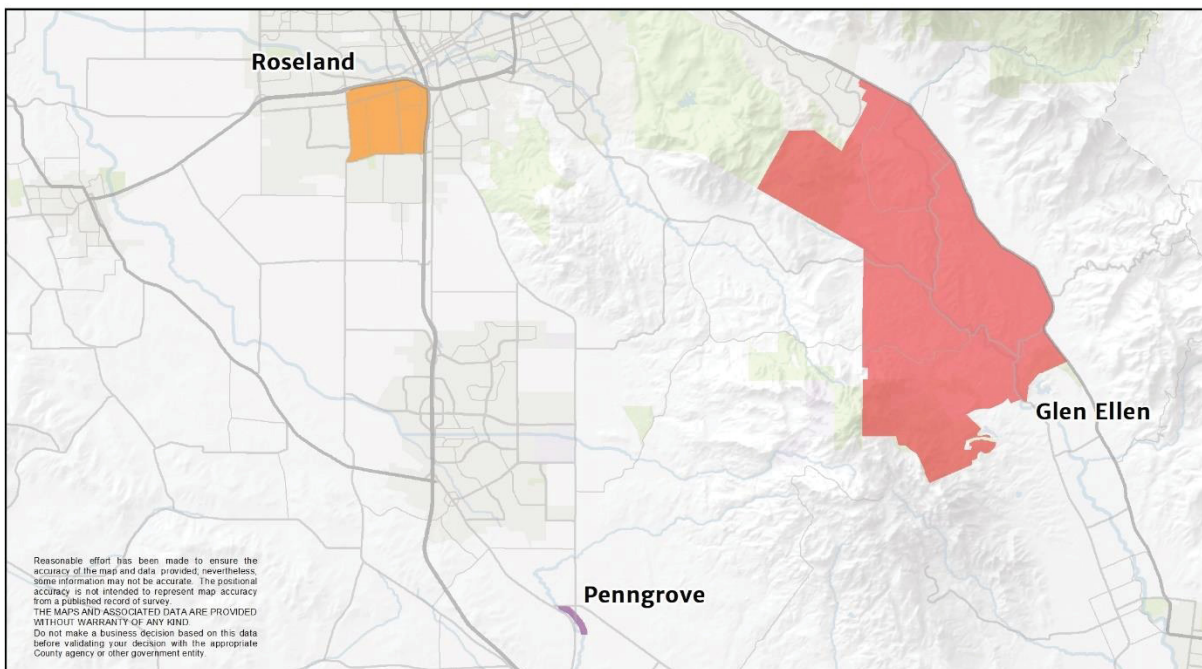 Roseland
Glen Ellen
Penngrove
Reasonable effort has been made to ensure the
accuracy of the map and data provided; nevertheless,
some information may not be accurate. The positional
accuracy is not intended to represent map accuracy
from a published record of survey.
THE MAPS AND ASSOCIATED DATA ARE PROVIDED
WITHOUT WARRANTY OF ANY KIND.
Do not make a business decision based on this data
before validating your decision with the appropriate
County agency or other government entity.